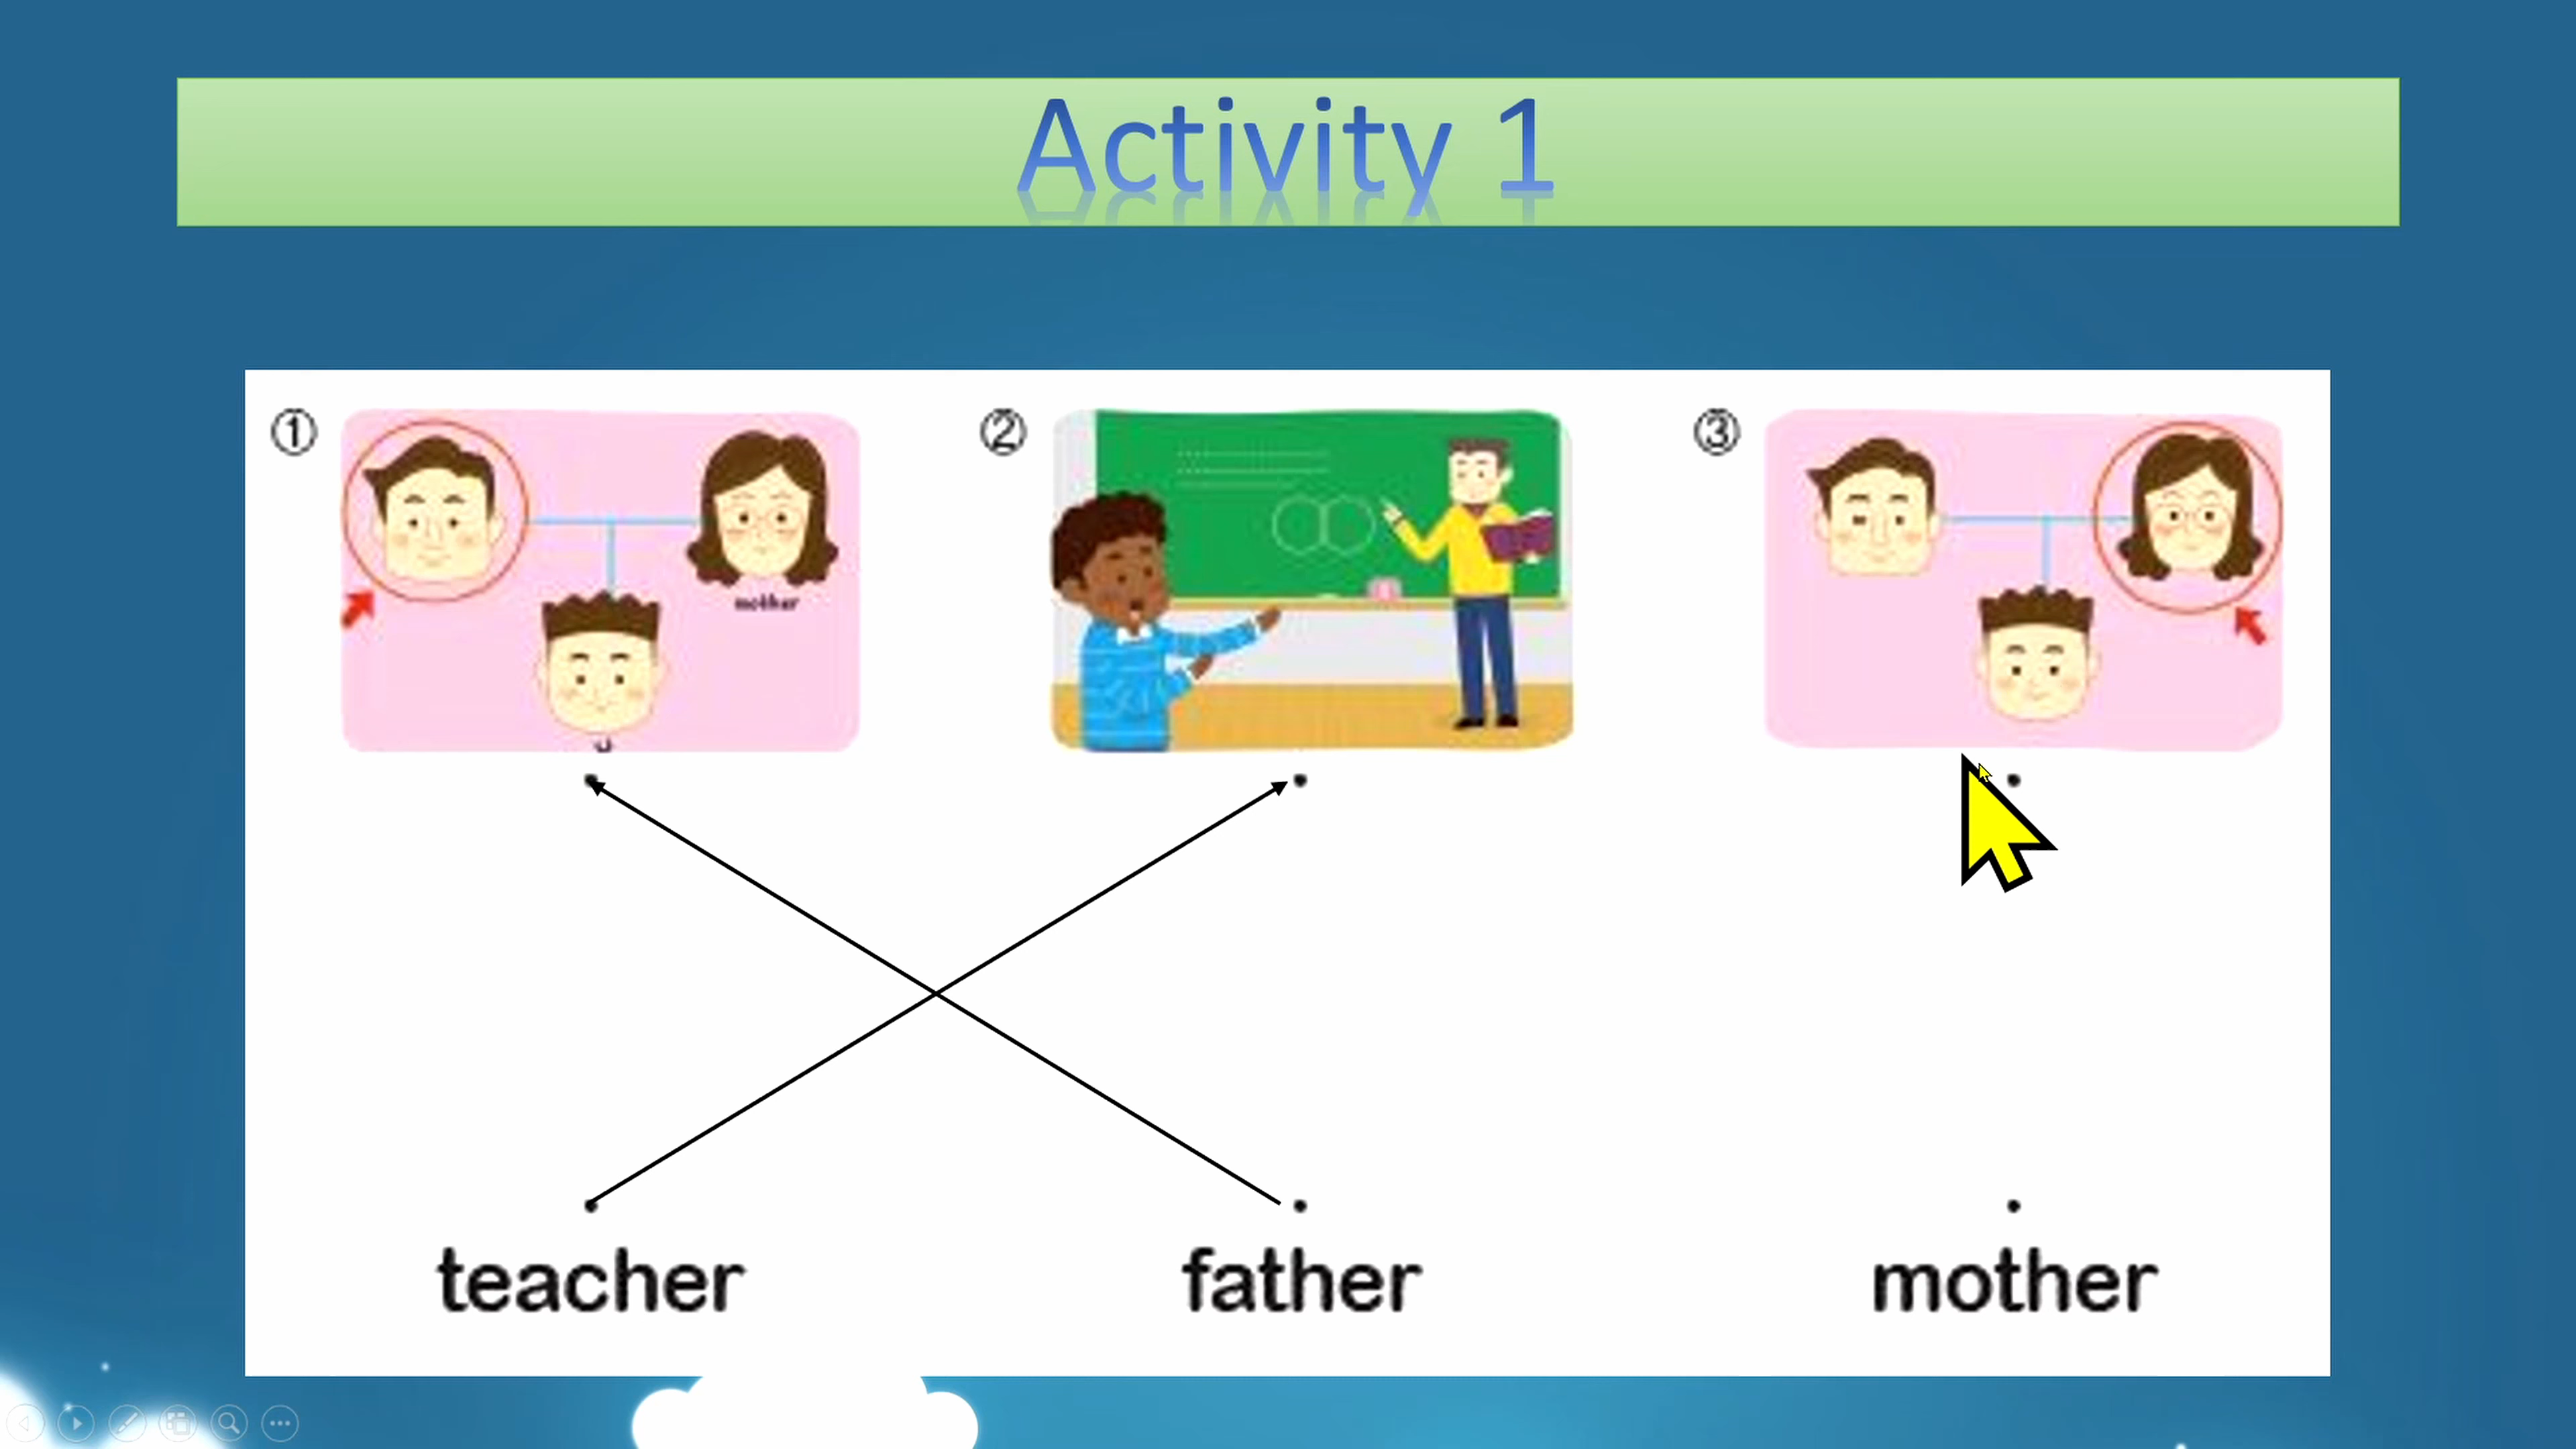 Activity 1
①
②
③
mother
teacher
father
mother